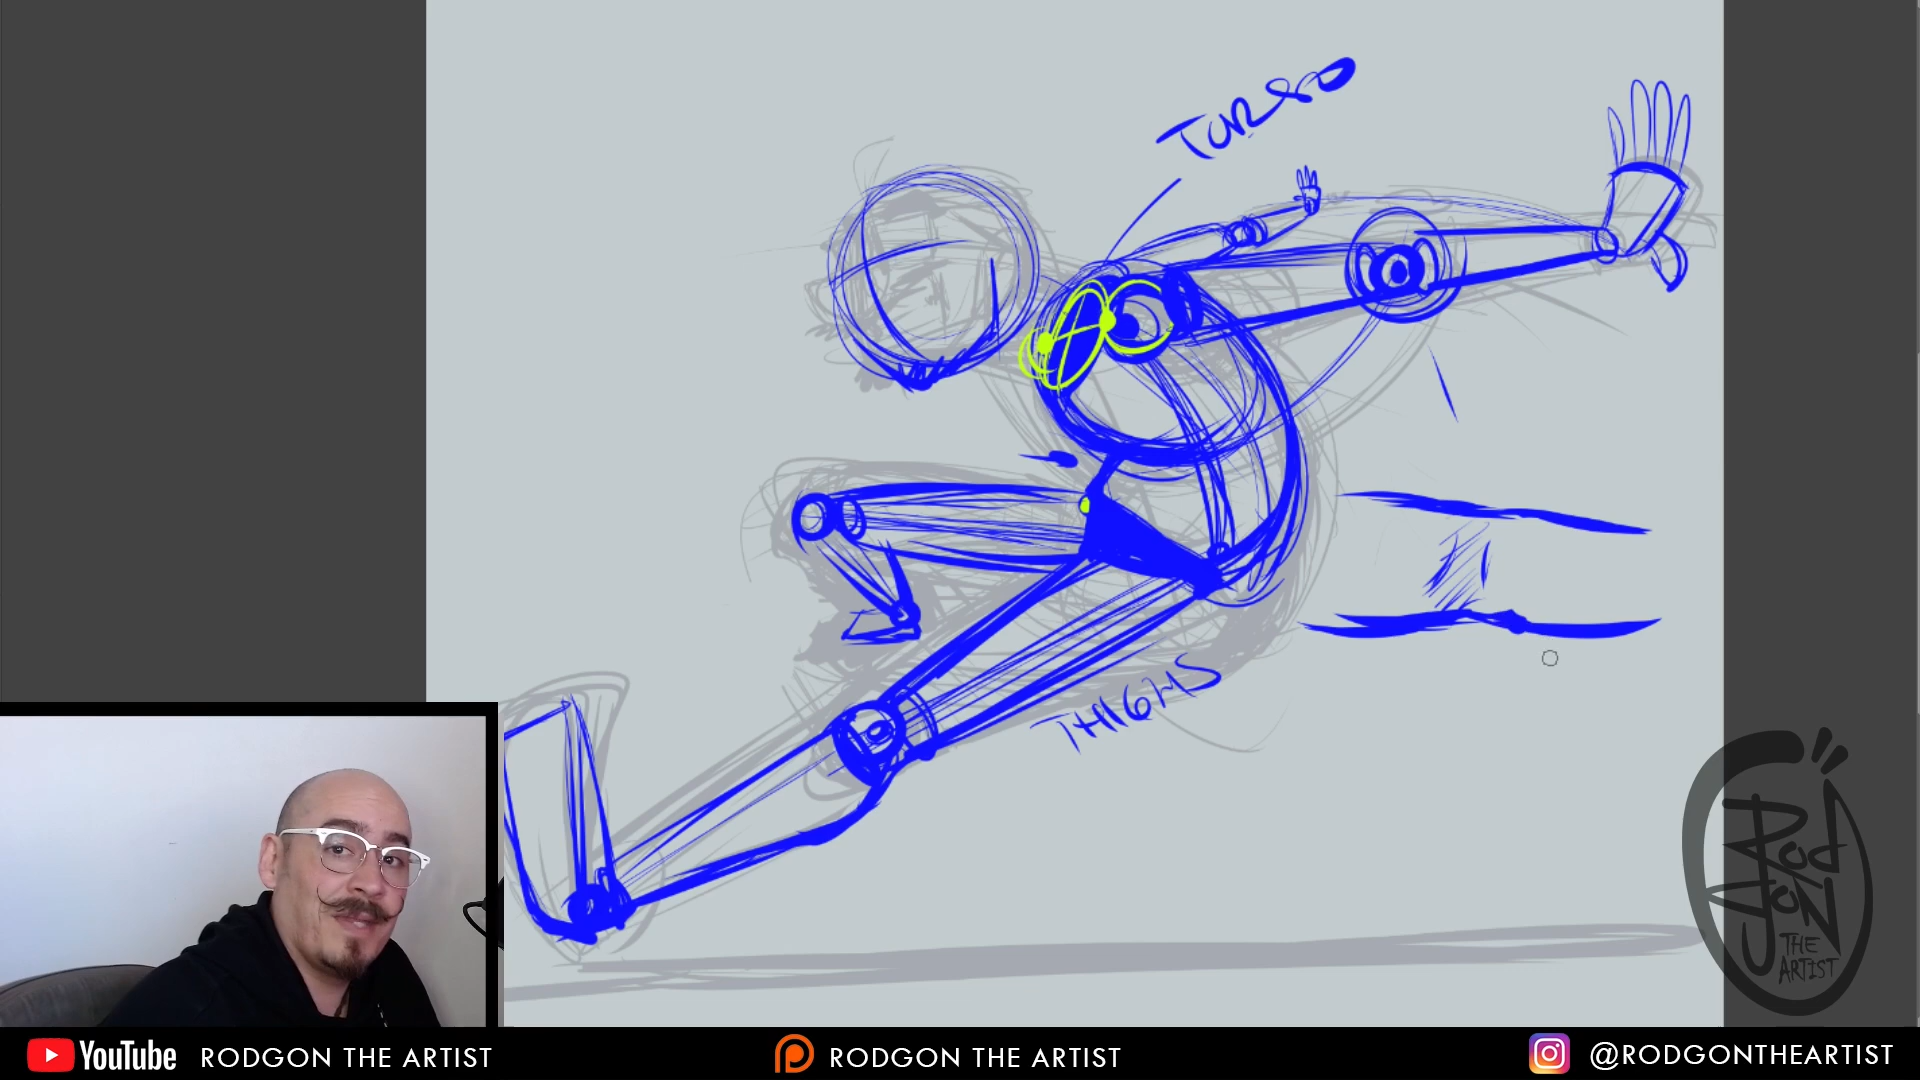 TORSO
THIGHS
ROD
GON
THE
ARTIST
YouTube RODGON THE ARTIST
RODGON THE ARTIST
@RODGONTHEARTIST